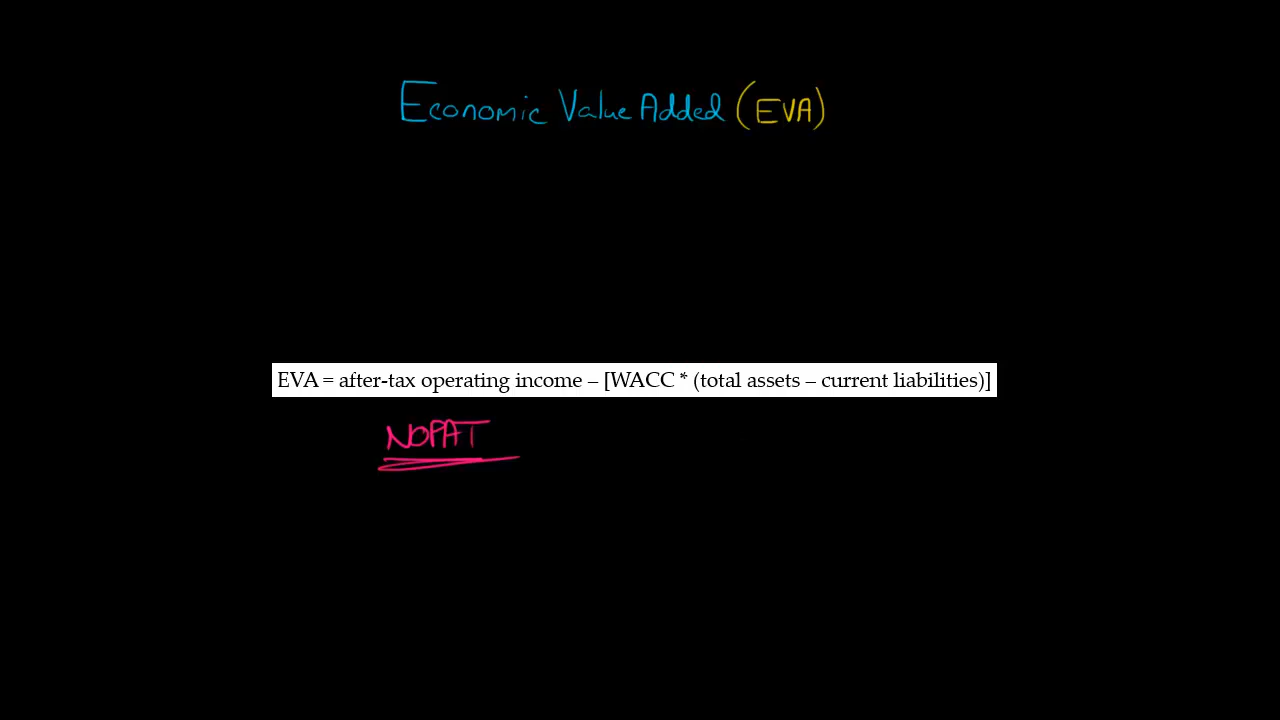 Economic Value Added (EVA)
EVA = after-tax operating income – [WACC * (total assets – current liabilities)]
NOPAT